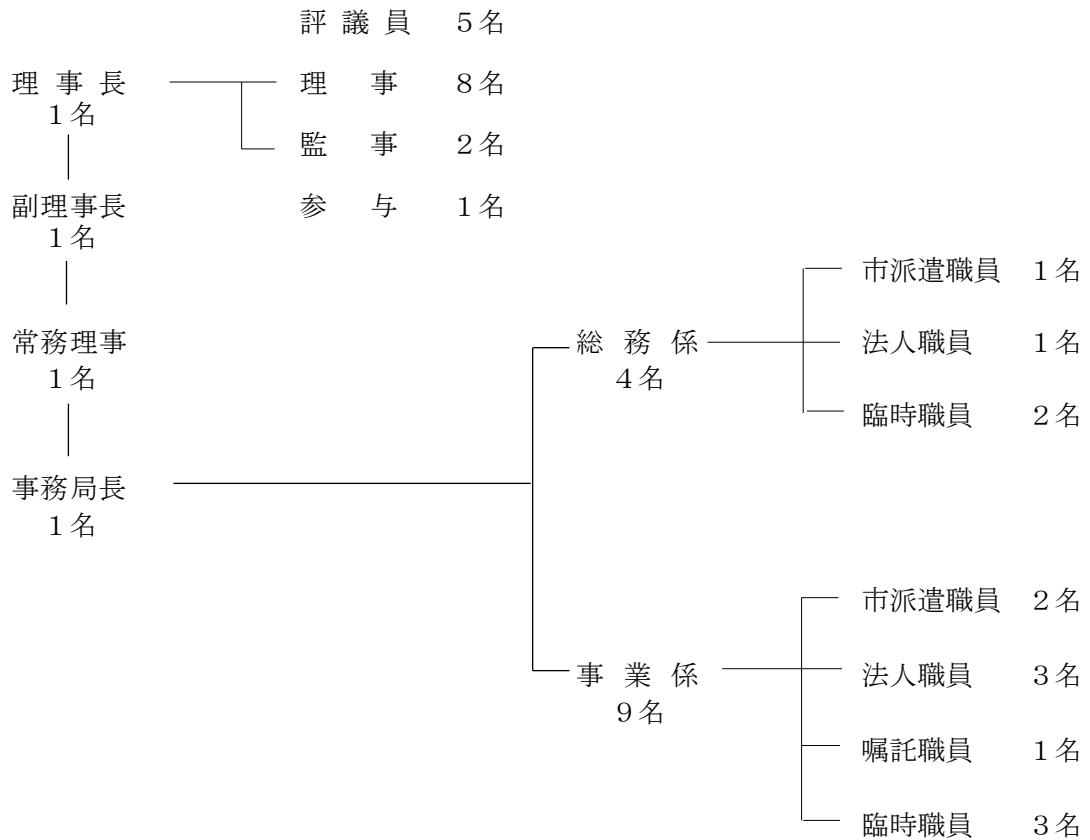 評議員 5名
理事長
1名
理事 8名
監事 2名
副理事長
1名
参与 1名
常務理事
1名
事務局長
1名
総務係
4名
市派遣職員 1名
法人職員 1名
臨時職員 2名
事業係
9名
市派遣職員 2名
法人職員 3名
嘱託職員 1名
臨時職員 3名